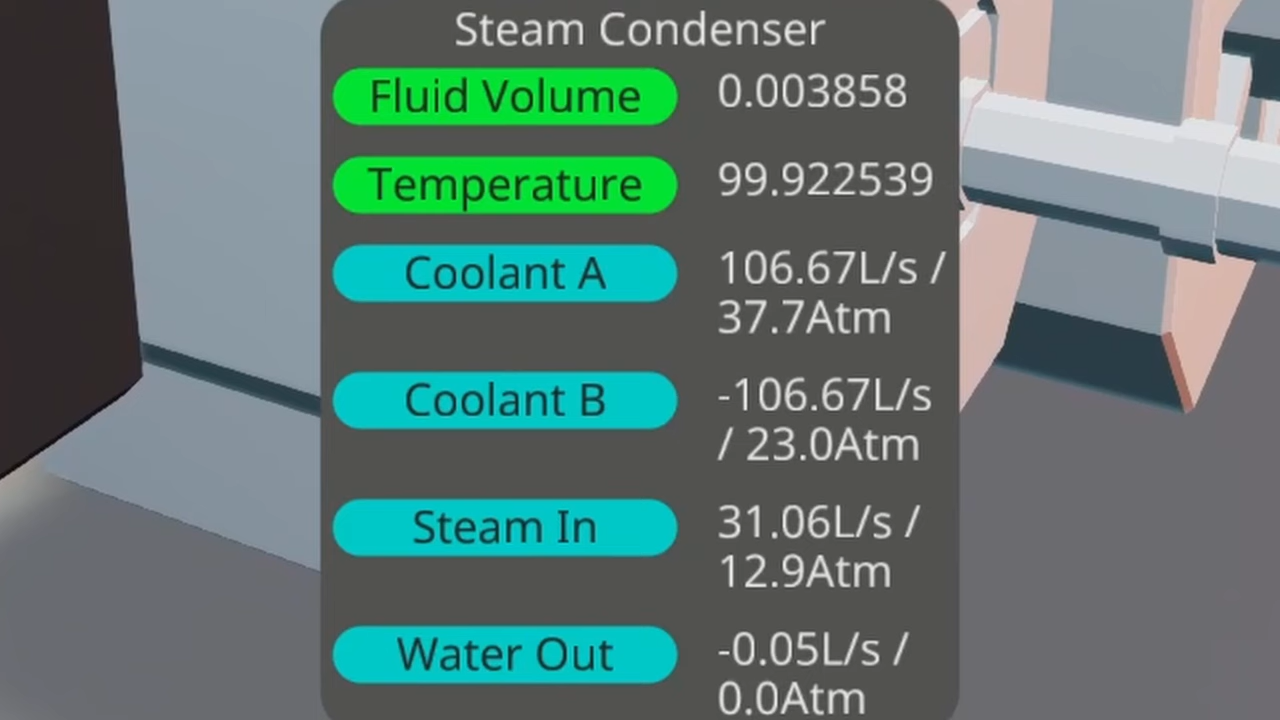 Steam Condenser
Fluid Volume 0.003858
Temperature 99.922539
Coolant A 106.67L/s /
37.7Atm
Coolant B -106.67L/s
/ 23.0Atm
Steam In 31.06L/s /
12.9Atm
Water Out -0.05L/s /
0.0Atm